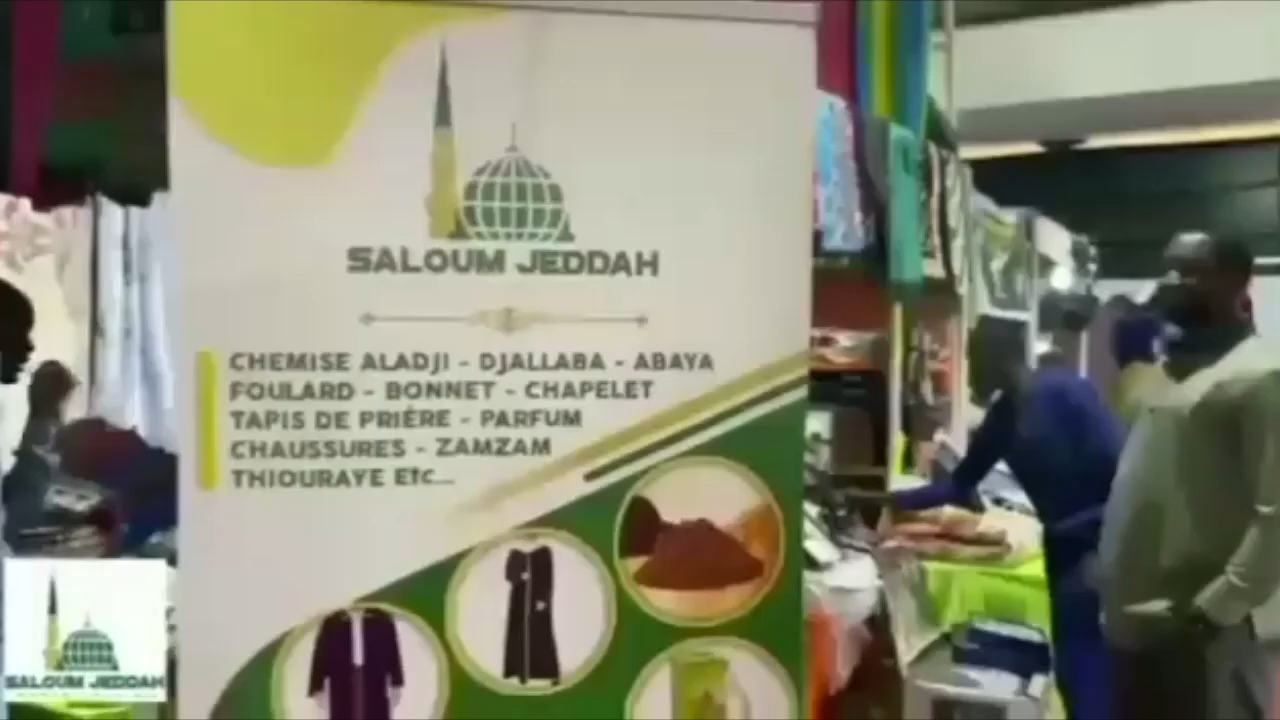 SALOUM JEDDAH
CHEMISE ALADJI - DJALLABA - ABAYA
FOULARD - BONNET - CHAPELET
TAPIS DE PRIÈRE - PARFUM
CHAUSSURES - ZAMZAM
THIOURAYE Etc...
SALOUM JEDDAH